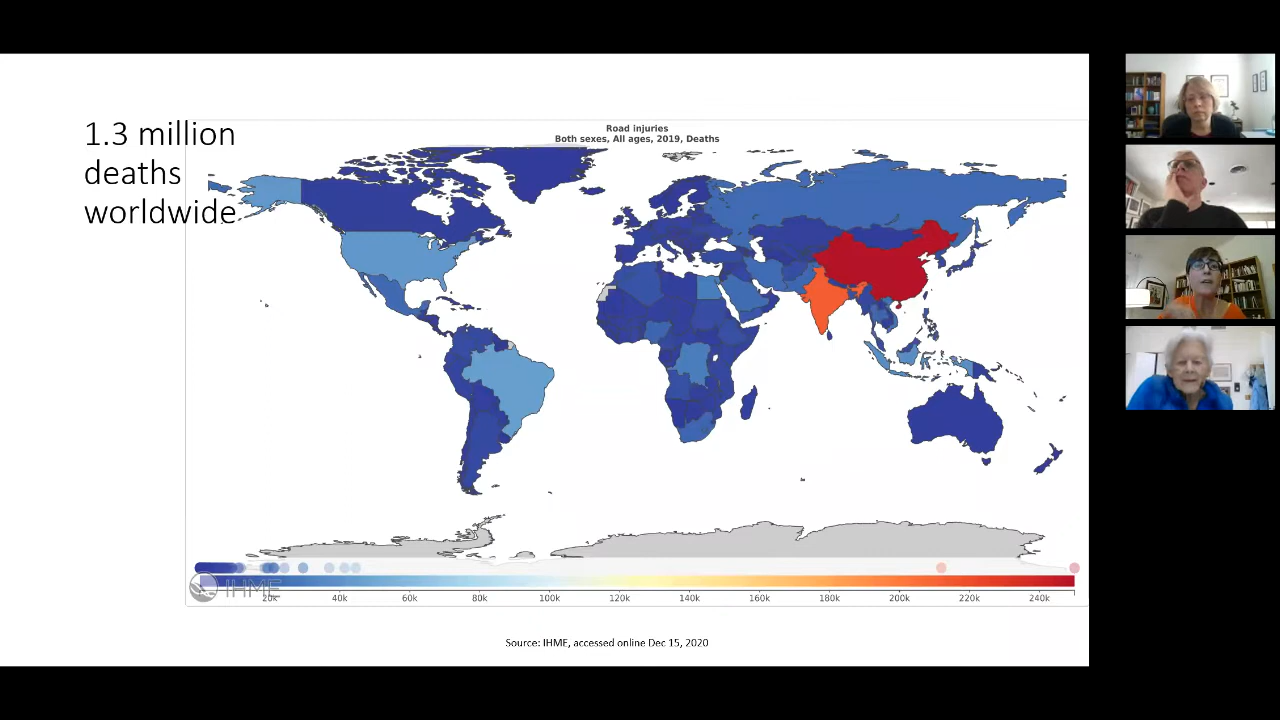 1.3 million
deaths
worldwide
Road injuries
Both sexes, All ages, 2019, Deaths
IHME
20k 40k 60k 80k 100k 120k 140k 160k 180k 200k 220k 240k
Source: IHME, accessed online Dec 15, 2020